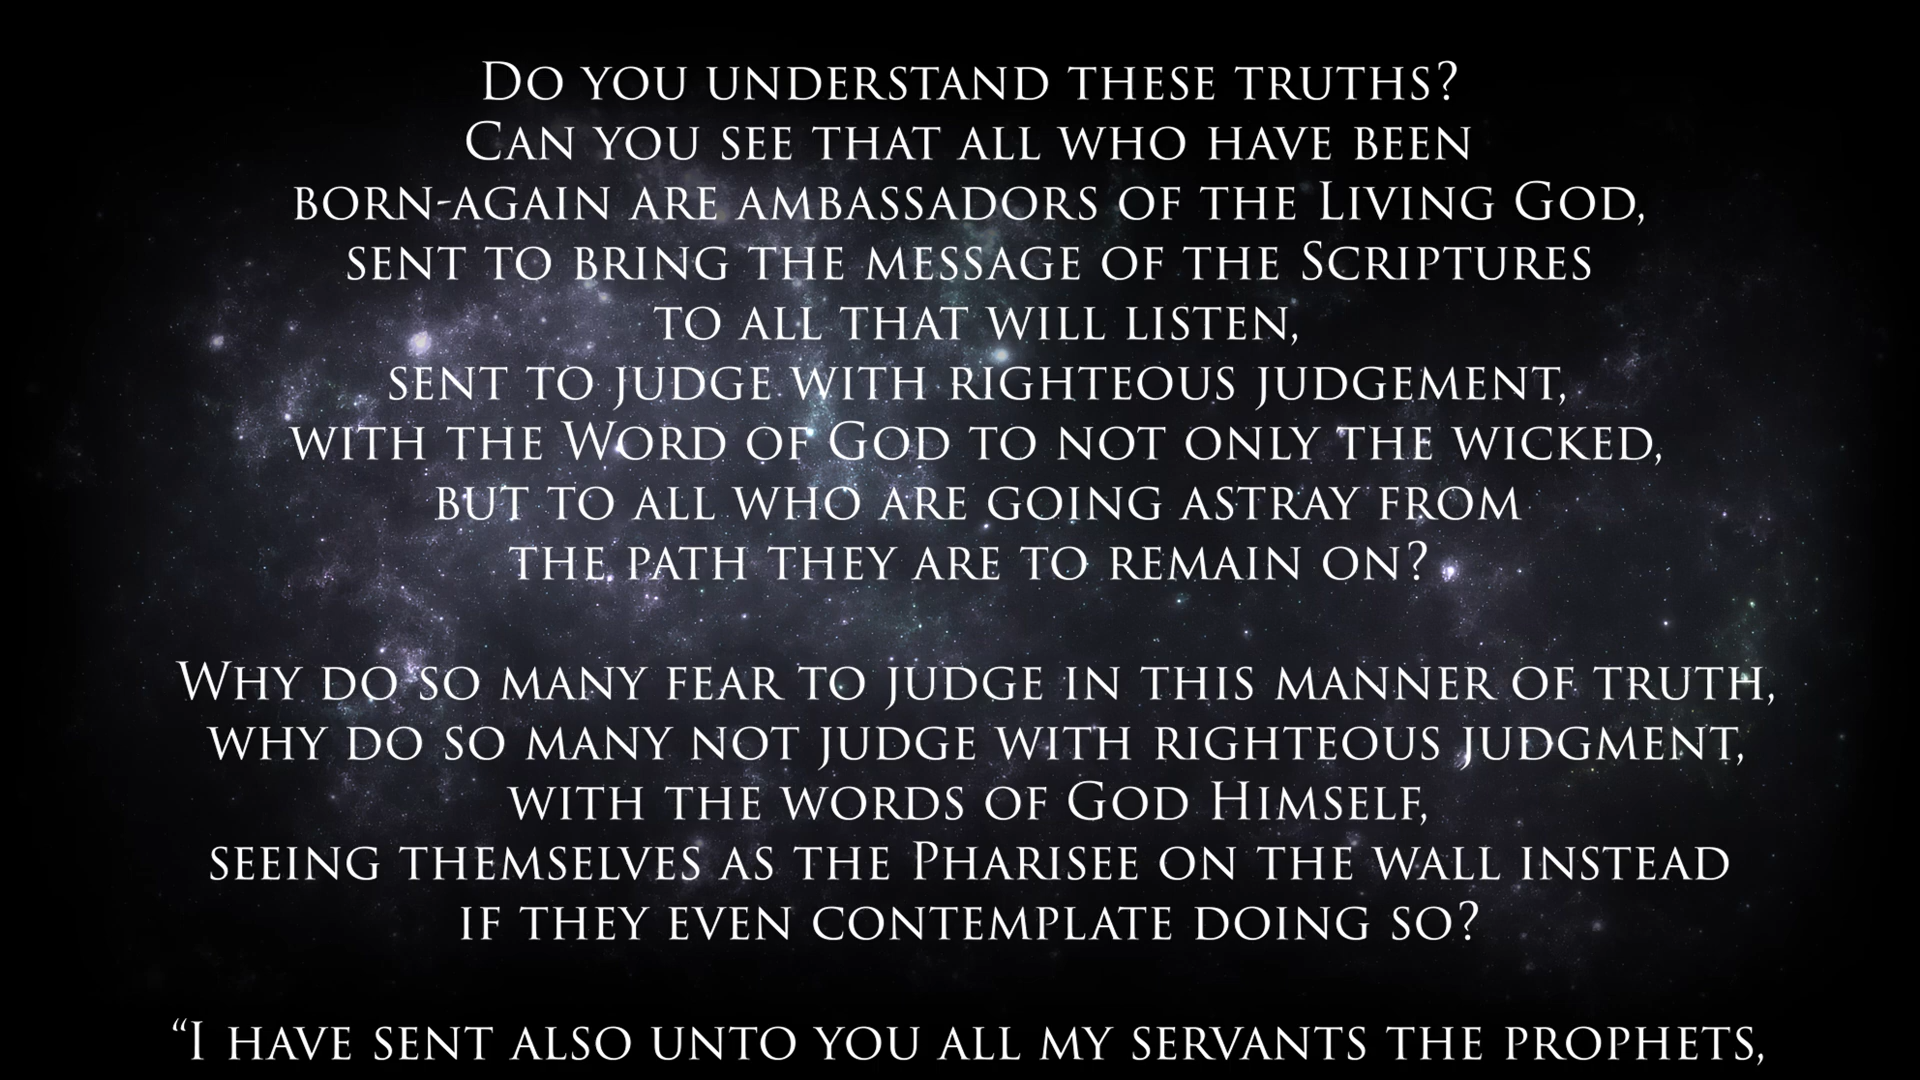 Do you understand these truths?
Can you see that all who have been
born-again are ambassadors of the Living God,
sent to bring the message of the Scriptures
to all that will listen,
sent to judge with righteous judgement,
with the Word of God to not only the wicked,
but to all who are going astray from
the path they are to remain on?
Why do so many fear to judge in this manner of truth,
why do so many not judge with righteous judgment,
with the words of God Himself,
seeing themselves as the Pharisee on the wall instead
if they even contemplate doing so?
“I have sent also unto you all my servants the prophets,